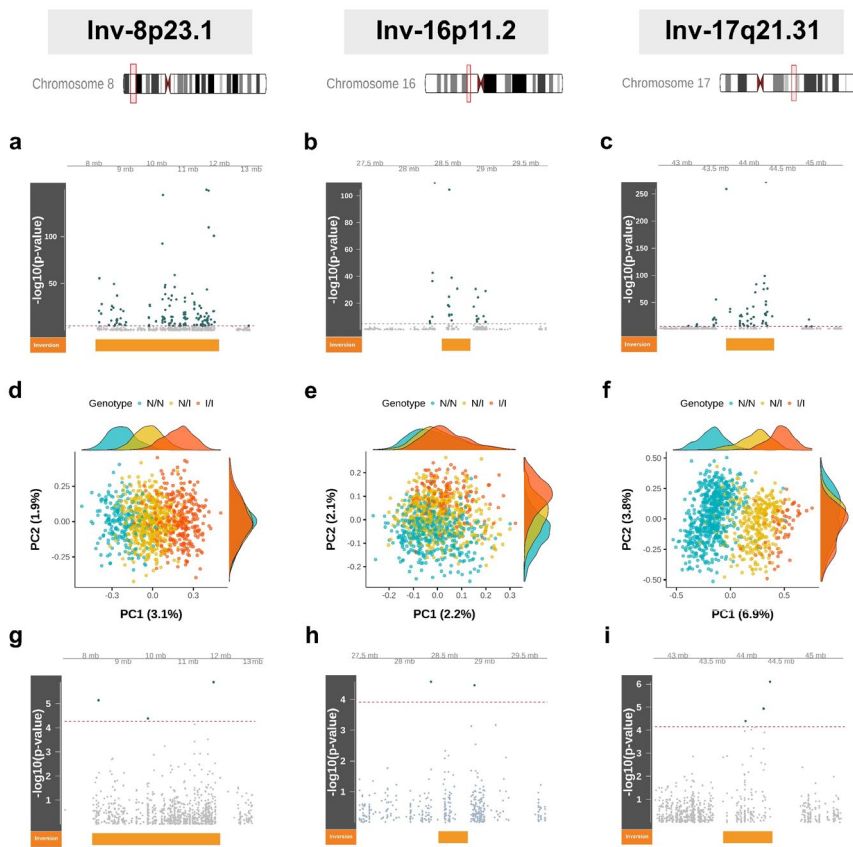 Inv-8p23.1
Inv-16p11.2
Inv-17q21.31
Chromosome 8
Chromosome 16
Chromosome 17
a
8 mb 9 mb 10 mb 11 mb 12 mb 13 mb
-log10(p-value)
100
50
Inversion
b
27.5 mb 28 mb 28.5 mb 29 mb 29.5 mb
-log10(p-value)
100
80
60
40
20
Inversion
c
43 mb 43.5 mb 44 mb 44.5 mb 45 mb
-log10(p-value)
250
200
150
100
50
Inversion
d
Genotype N/N N/I I/I
PC2 (1.9%)
0.25
0.00
-0.25
-0.3 0.0 0.3
PC1 (3.1%)
e
Genotype N/N N/I I/I
PC2 (2.1%)
0.2
0.1
0.0
-0.1
-0.2
-0.2 -0.1 0.0 0.1 0.2 0.3
PC1 (2.2%)
f
Genotype N/N N/I I/I
PC2 (3.8%)
0.50
0.25
0.00
-0.25
-0.50
-0.5 0.0 0.5
PC1 (6.9%)
g
8 mb 9 mb 10 mb 11 mb 12 mb 13 mb
-log10(p-value)
5
4
3
2
1
Inversion
h
27.5 mb 28 mb 28.5 mb 29 mb 29.5 mb
-log10(p-value)
4
3
2
1
Inversion
i
43 mb 43.5 mb 44 mb 44.5 mb 45 mb
-log10(p-value)
6
5
4
3
2
1
Inversion